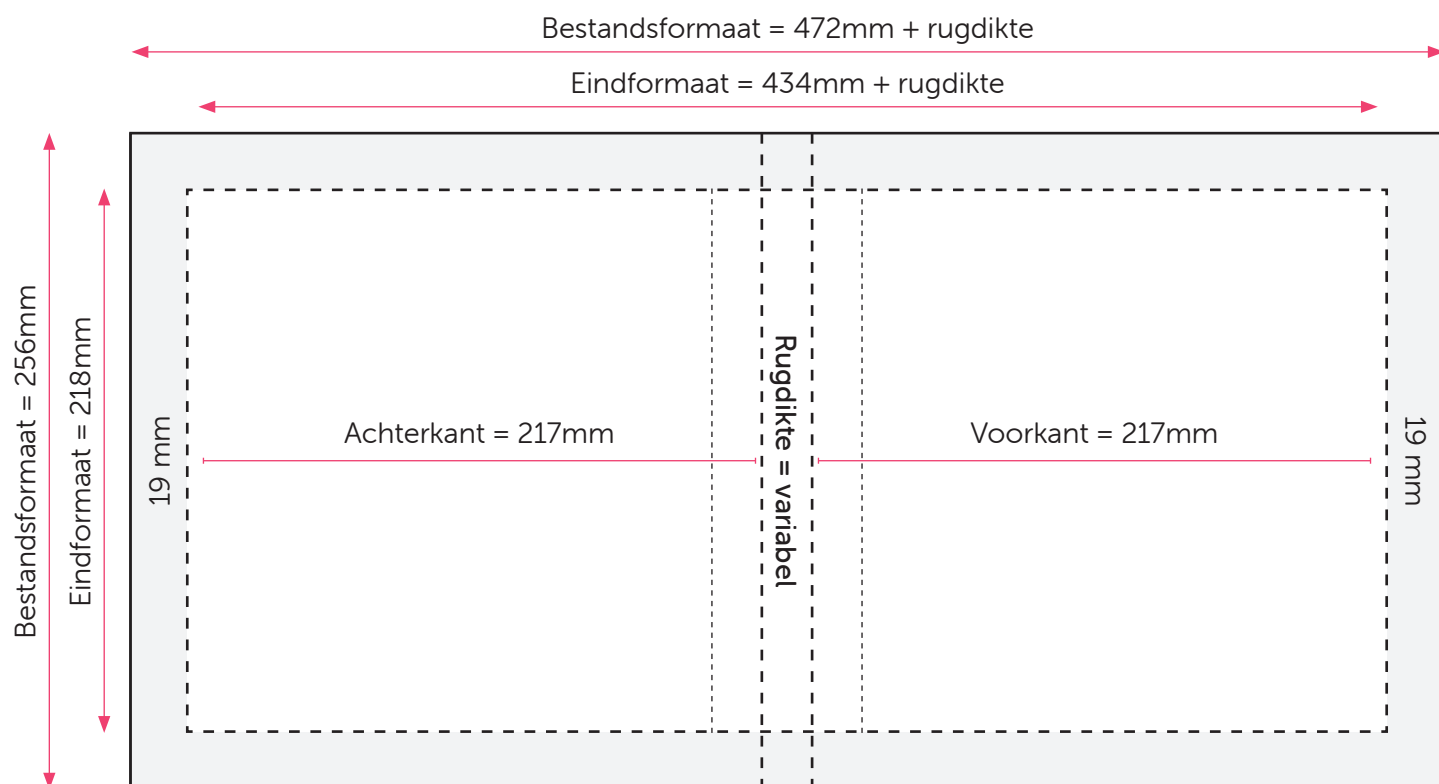 Bestandsformaat = 472mm + rugdikte
Eindformaat = 434mm + rugdikte
Bestandsformaat = 256mm
Eindformaat = 218mm
19 mm
Achterkant = 217mm
Rugdikte = variabel
Voorkant = 217mm
19 mm